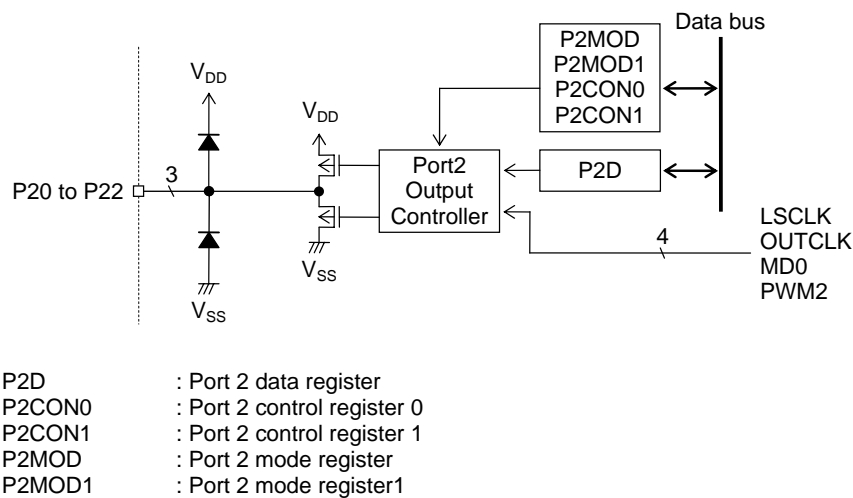 Data bus
P2MOD
P2MOD1
P2CON0
P2CON1
VDD
VDD
P20 to P22
3
Port2
Output
Controller
P2D
VSS
VSS
4
LSCLK
OUTCLK
MD0
PWM2
P2D : Port 2 data register
P2CON0 : Port 2 control register 0
P2CON1 : Port 2 control register 1
P2MOD : Port 2 mode register
P2MOD1 : Port 2 mode register1